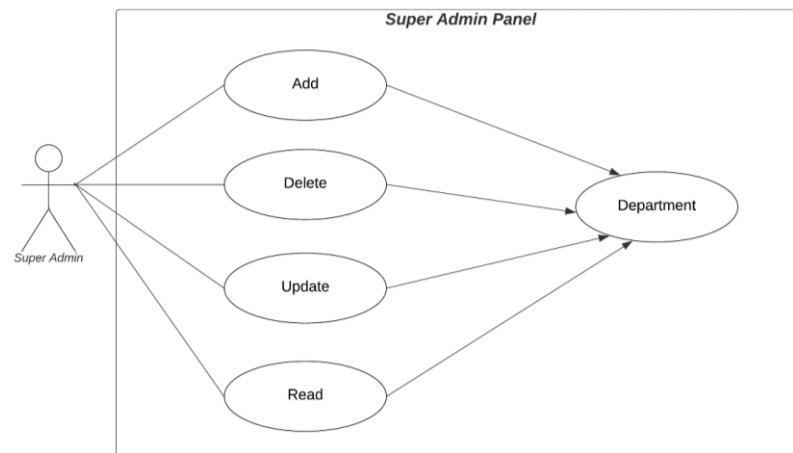 Super Admin Panel
Add
Delete
Department
Super Admin
Update
Read